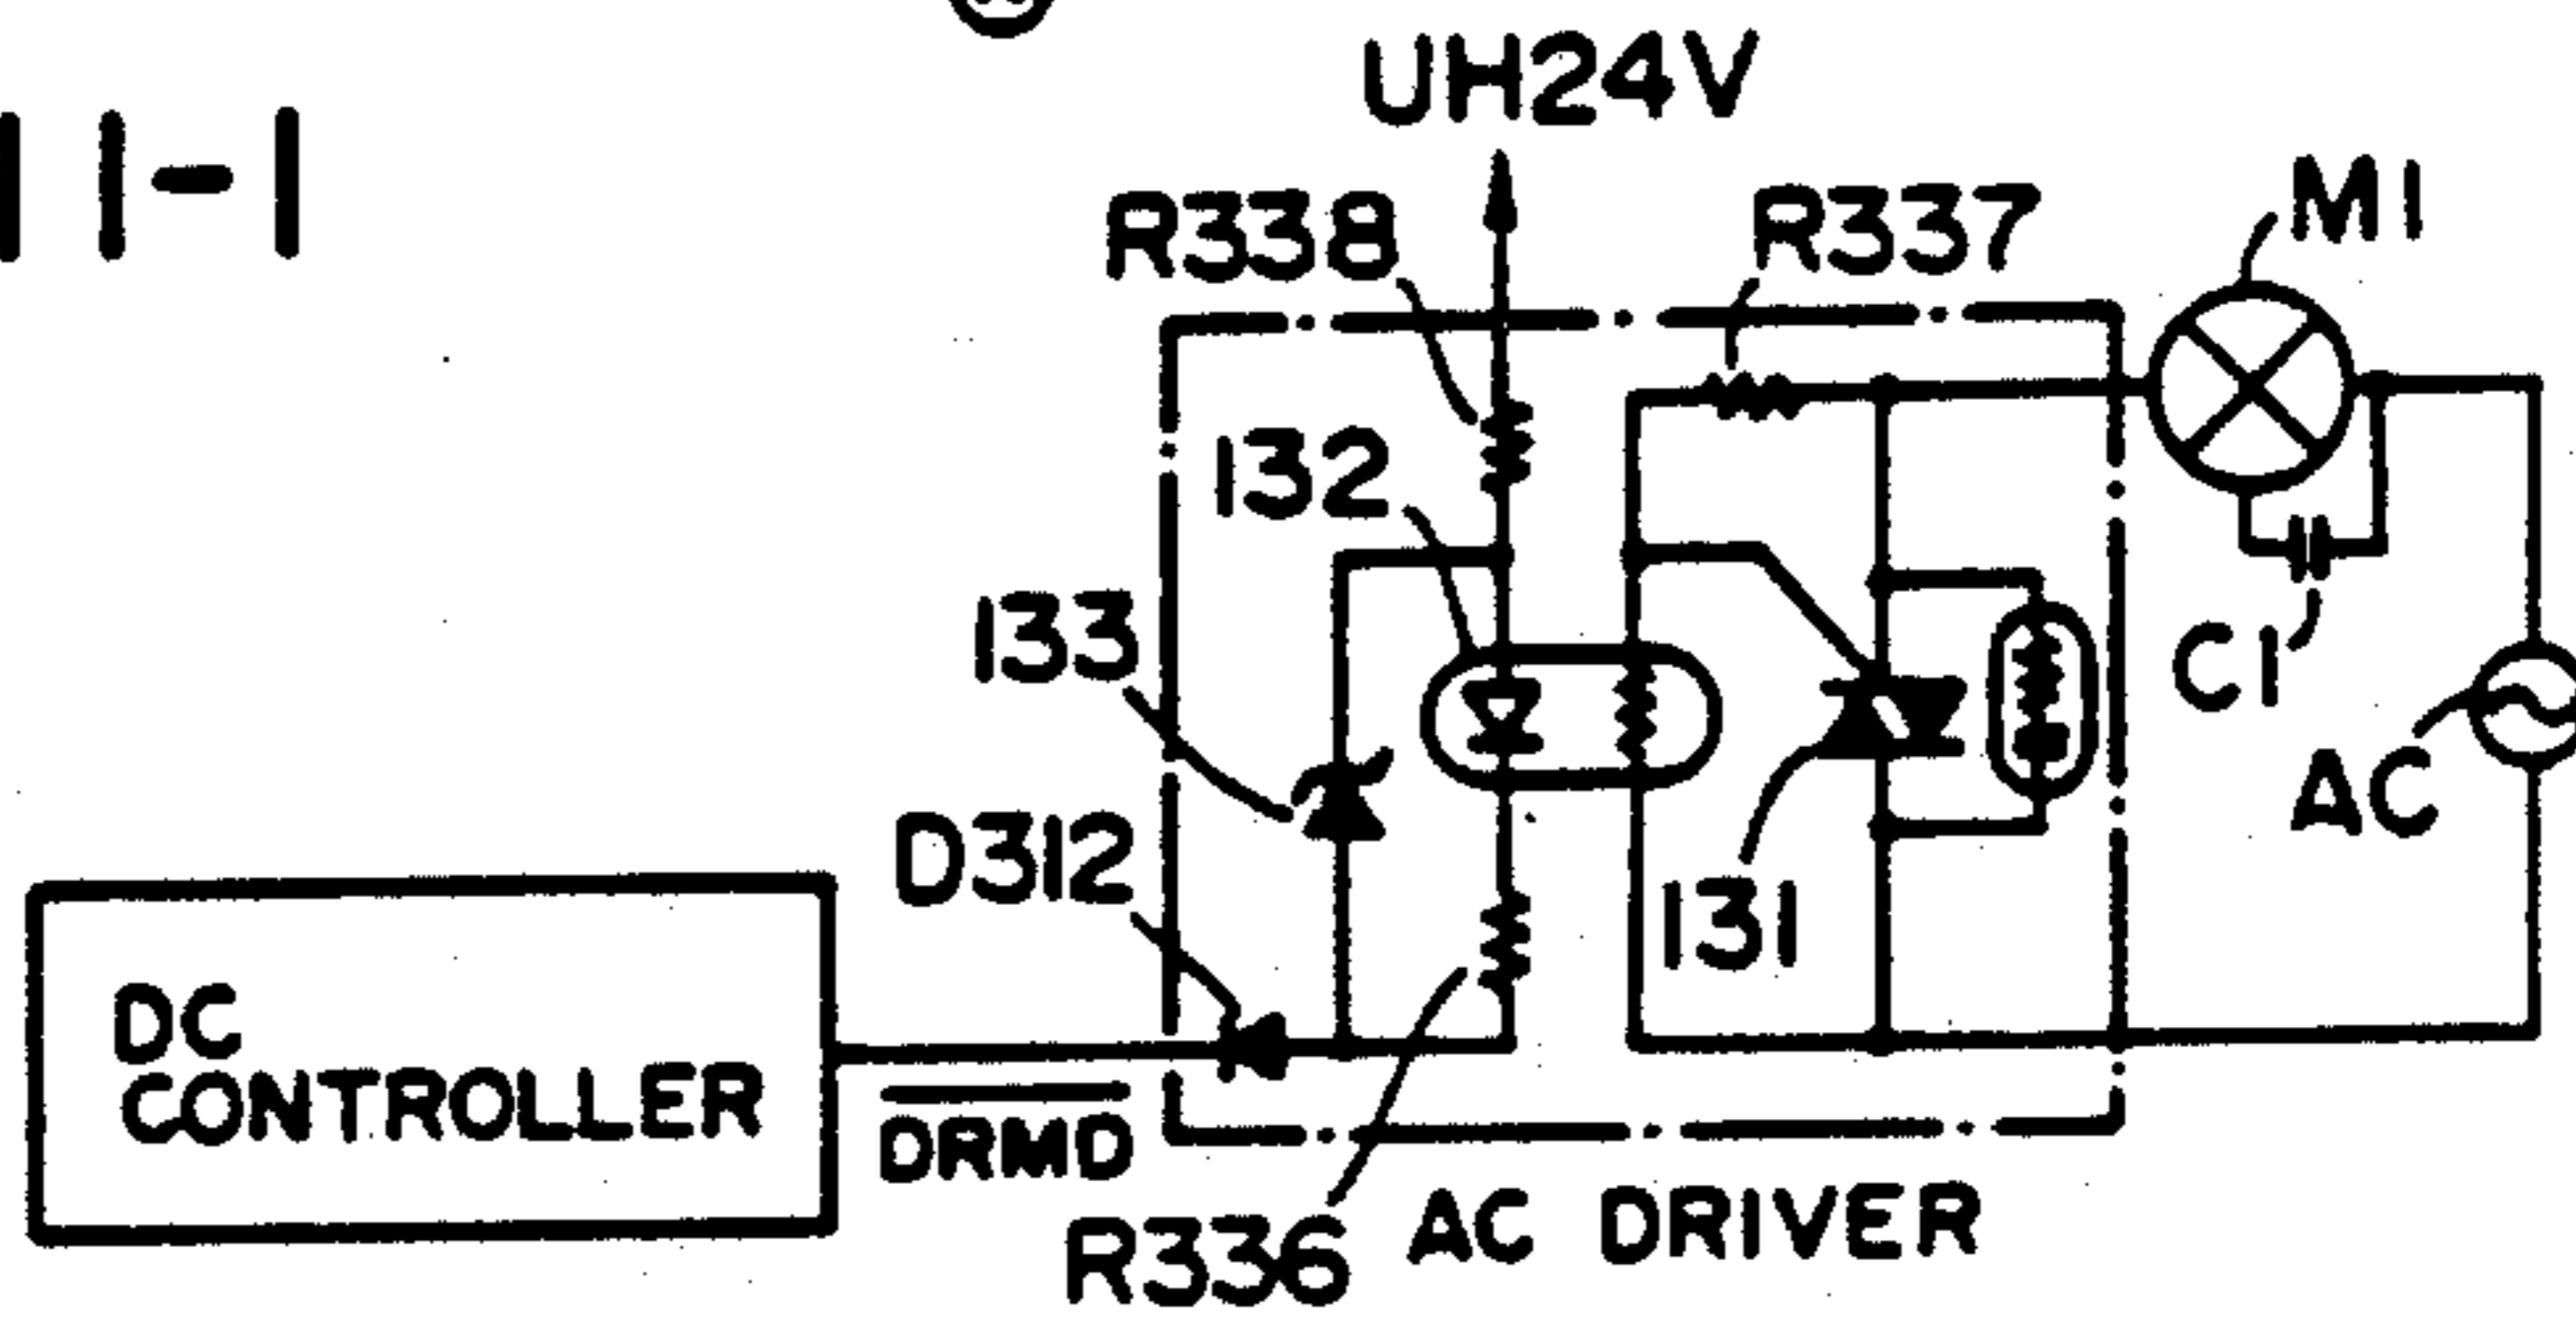 11-1
UH24V
R338
R337
M1
132
133
C1
D312
AC
131
DC
CONTROLLER
DRMD
R336
AC DRIVER